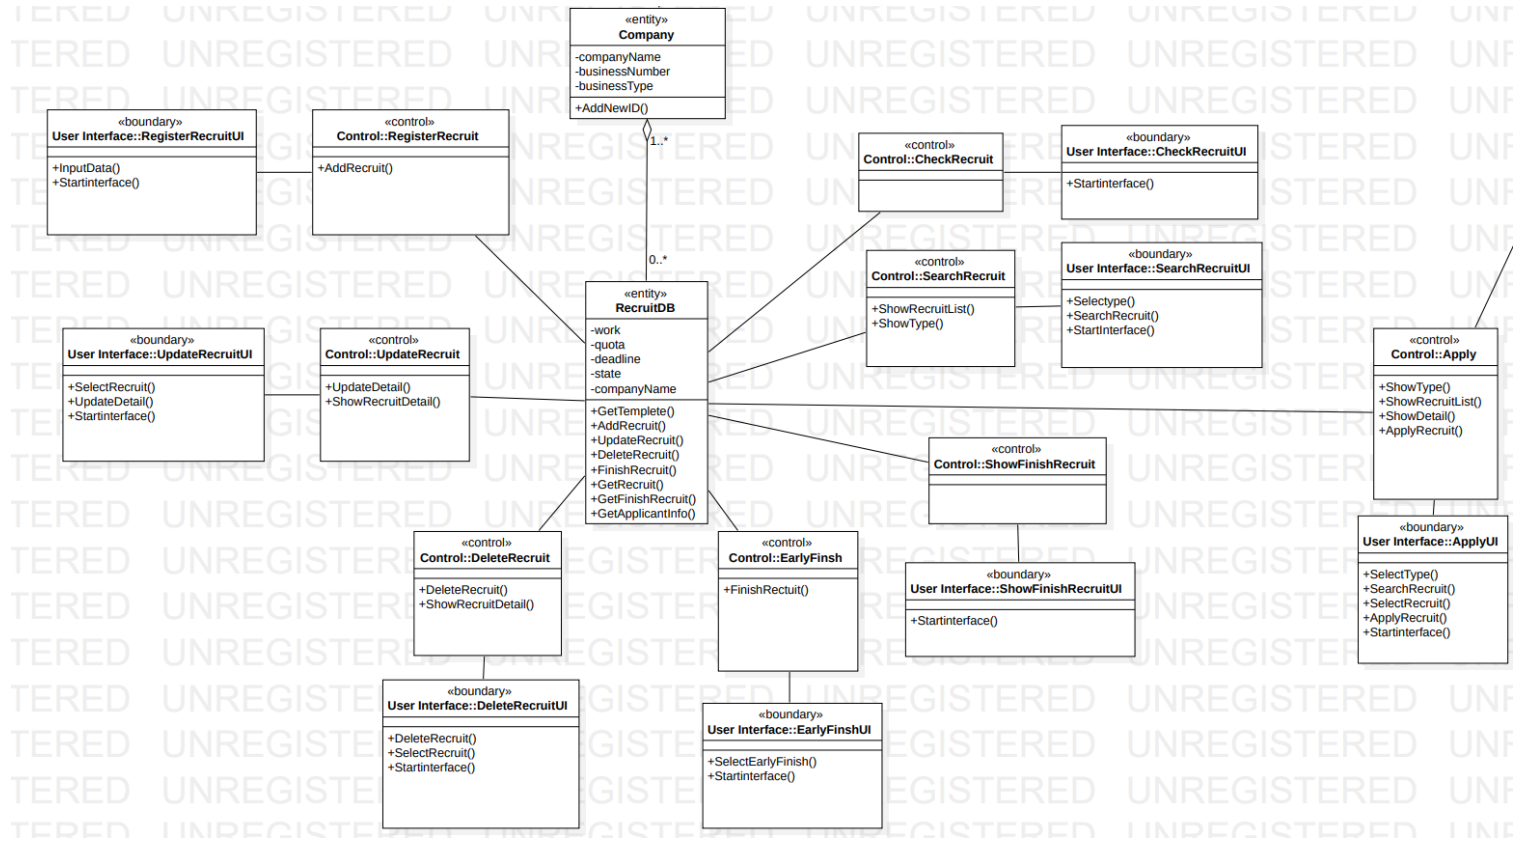 «entity»
Company
-companyName
-businessNumber
-businessType
+AddNewID()
1..*
0..*
«boundary»
User Interface::RegisterRecruitUI
+InputData()
+Startinterface()
«control»
Control::RegisterRecruit
+AddRecruit()
«control»
Control::CheckRecruit
«boundary»
User Interface::CheckRecruitUI
+Startinterface()
«control»
Control::SearchRecruit
+ShowRecruitList()
+ShowType()
«boundary»
User Interface::SearchRecruitUI
+Selectype()
+SearchRecruit()
+StartInterface()
«entity»
RecruitDB
-work
-quota
-deadline
-state
-companyName
+GetTemplete()
+AddRecruit()
+UpdateRecruit()
+DeleteRecruit()
+FinishRecruit()
+GetRecruit()
+GetFinishRecruit()
+GetApplicantInfo()
«boundary»
User Interface::UpdateRecruitUI
+SelectRecruit()
+UpdateDetail()
+Startinterface()
«control»
Control::UpdateRecruit
+UpdateDetail()
+ShowRecruitDetail()
«control»
Control::Apply
+ShowType()
+ShowRecruitList()
+ShowDetail()
+ApplyRecruit()
«control»
Control::ShowFinishRecruit
«boundary»
User Interface::ShowFinishRecruitUI
+Startinterface()
«boundary»
User Interface::ApplyUI
+SelectType()
+SearchRecruit()
+SelectRecruit()
+ApplyRecruit()
+Startinterface()
«control»
Control::DeleteRecruit
+DeleteRecruit()
+ShowRecruitDetail()
«control»
Control::EarlyFinsh
+FinishRectuit()
«boundary»
User Interface::DeleteRecruitUI
+DeleteRecruit()
+SelectRecruit()
+Startinterface()
«boundary»
User Interface::EarlyFinshUI
+SelectEarlyFinish()
+Startinterface()
UNREGISTERED